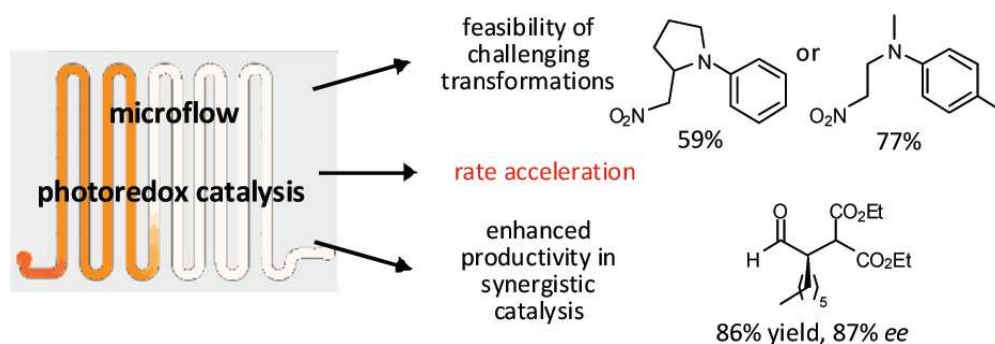 microflow
photoredox catalysis
feasibility of
challenging
transformations
N
O₂N
59%
or
N
O₂N
77%
rate acceleration
enhanced
productivity in
synergistic
catalysis
O
H
CO₂Et
CO₂Et
5
86% yield, 87% ee